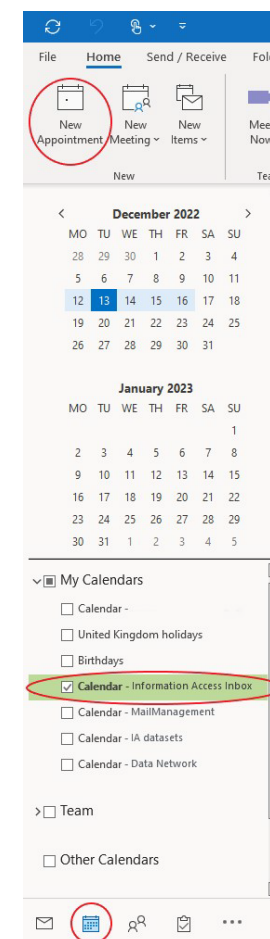 File Home Send / Receive Fol
New Appointment New Meeting New Items Mee Now
New Tea
December 2022
MO TU WE TH FR SA SU
28 29 30 1 2 3 4
5 6 7 8 9 10 11
12 13 14 15 16 17 18
19 20 21 22 23 24 25
26 27 28 29 30 31
January 2023
MO TU WE TH FR SA SU
1
2 3 4 5 6 7 8
9 10 11 12 13 14 15
16 17 18 19 20 21 22
23 24 25 26 27 28 29
30 31 1 2 3 4 5
My Calendars
Calendar -
United Kingdom holidays
Birthdays
Calendar - Information Access Inbox
Calendar - MailManagement
Calendar - IA datasets
Calendar - Data Network
Team
Other Calendars